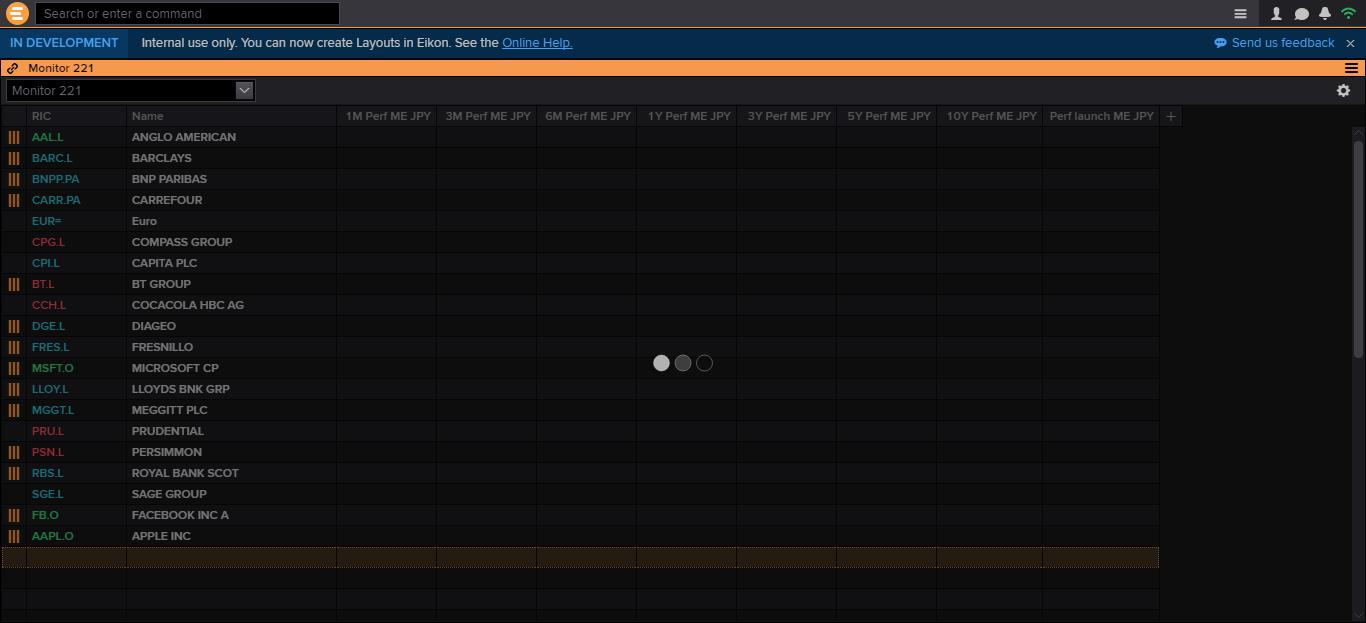 Search or enter a command
IN DEVELOPMENT Internal use only. You can now create Layouts in Eikon. See the Online Help. Send us feedback
Monitor 221
Monitor 221
RIC Name 1M Perf ME JPY 3M Perf ME JPY 6M Perf ME JPY 1Y Perf ME JPY 3Y Perf ME JPY 5Y Perf ME JPY 10Y Perf ME JPY Perf launch ME JPY +
AAL.L ANGLO AMERICAN
BARC.L BARCLAYS
BNPP.PA BNP PARIBAS
CARR.PA CARREFOUR
EUR= Euro
CPG.L COMPASS GROUP
CPI.L CAPITA PLC
BT.L BT GROUP
CCH.L COCACOLA HBC AG
DGE.L DIAGEO
FRES.L FRESNILLO
MSFT.O MICROSOFT CP
LLOY.L LLOYDS BNK GRP
MGGT.L MEGGITT PLC
PRU.L PRUDENTIAL
PSN.L PERSIMMON
RBS.L ROYAL BANK SCOT
SGE.L SAGE GROUP
FB.O FACEBOOK INC A
AAPL.O APPLE INC